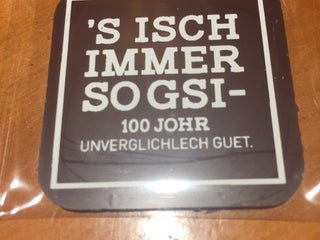 'S ISCH
IMMER
SO GSI-
100 JOHR
UNVERGLICHLECH GUET.